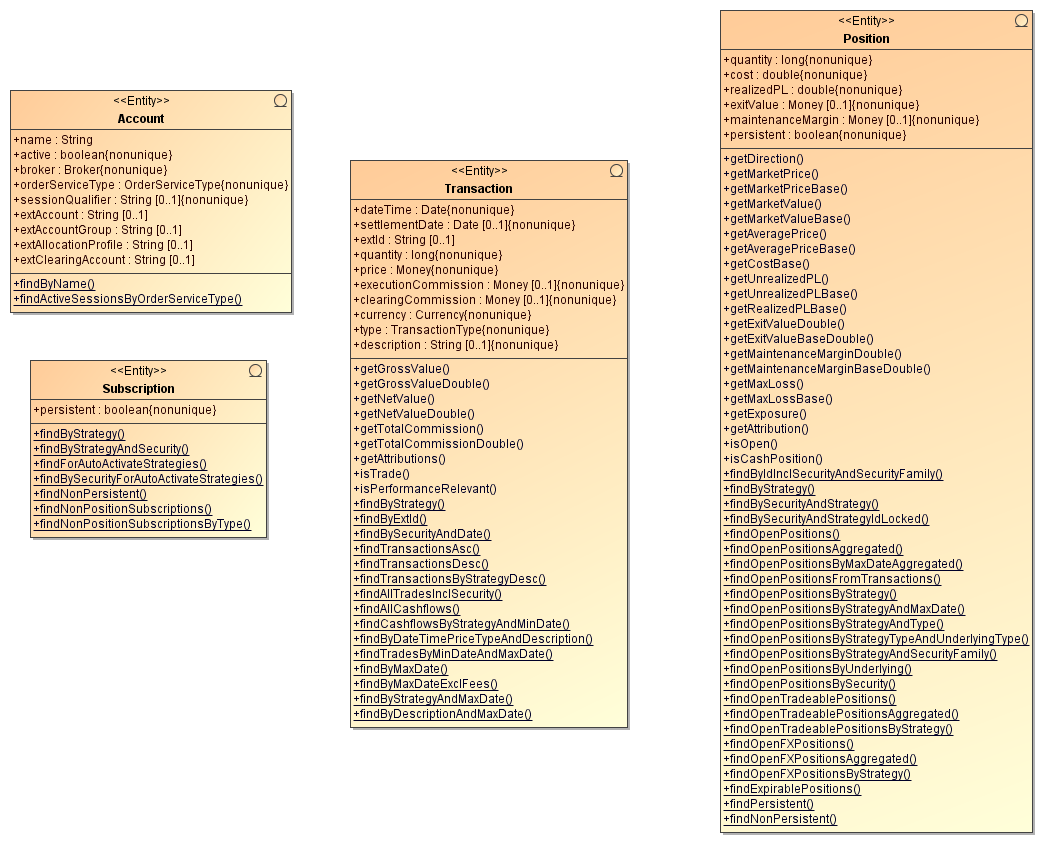 <<Entity>>
Account
+name : String
+active : boolean{nonunique}
+broker : Broker{nonunique}
+orderServiceType : OrderServiceType{nonunique}
+sessionQualifier : String [0..1]{nonunique}
+extAccount : String [0..1]
+extAccountGroup : String [0..1]
+extAllocationProfile : String [0..1]
+extClearingAccount : String [0..1]
+findByName()
+findActiveSessionsByOrderServiceType()
<<Entity>>
Subscription
+persistent : boolean{nonunique}
+findByStrategy()
+findByStrategyAndSecurity()
+findForAutoActivateStrategies()
+findBySecurityForAutoActivateStrategies()
+findNonPersistent()
+findNonPositionSubscriptions()
+findNonPositionSubscriptionsByType()
<<Entity>>
Transaction
+dateTime : Date{nonunique}
+settlementDate : Date [0..1]{nonunique}
+extId : String [0..1]
+quantity : long{nonunique}
+price : Money{nonunique}
+executionCommission : Money [0..1]{nonunique}
+clearingCommission : Money [0..1]{nonunique}
+currency : Currency{nonunique}
+type : TransactionType{nonunique}
+description : String [0..1]{nonunique}
+getGrossValue()
+getGrossValueDouble()
+getNetValue()
+getNetValueDouble()
+getTotalCommission()
+getTotalCommissionDouble()
+getAttributions()
+isTrade()
+isPerformanceRelevant()
+findByStrategy()
+findByExtId()
+findBySecurityAndDate()
+findTransactionsAsc()
+findTransactionsDesc()
+findTransactionsByStrategyDesc()
+findAllTradesInclSecurity()
+findAllCashflows()
+findCashflowsByStrategyAndMinDate()
+findByDateTimePriceTypeAndDescription()
+findTradesByMinDateAndMaxDate()
+findByMaxDate()
+findByMaxDateExclFees()
+findByStrategyAndMaxDate()
+findByDescriptionAndMaxDate()
<<Entity>>
Position
+quantity : long{nonunique}
+cost : double{nonunique}
+realizedPL : double{nonunique}
+exitValue : Money [0..1]{nonunique}
+maintenanceMargin : Money [0..1]{nonunique}
+persistent : boolean{nonunique}
+getDirection()
+getMarketPrice()
+getMarketPriceBase()
+getMarketValue()
+getMarketValueBase()
+getAveragePrice()
+getAveragePriceBase()
+getCostBase()
+getUnrealizedPL()
+getUnrealizedPLBase()
+getRealizedPLBase()
+getExitValueDouble()
+getExitValueBaseDouble()
+getMaintenanceMarginDouble()
+getMaintenanceMarginBaseDouble()
+getMaxLoss()
+getMaxLossBase()
+getExposure()
+getAttribution()
+isOpen()
+isCashPosition()
+findByIdInclSecurityAndSecurityFamily()
+findByStrategy()
+findBySecurityAndStrategy()
+findBySecurityAndStrategyIdLocked()
+findOpenPositions()
+findOpenPositionsAggregated()
+findOpenPositionsByMaxDateAggregated()
+findOpenPositionsFromTransactions()
+findOpenPositionsByStrategy()
+findOpenPositionsByStrategyAndMaxDate()
+findOpenPositionsByStrategyAndType()
+findOpenPositionsByStrategyTypeAndUnderlyingType()
+findOpenPositionsByStrategyAndSecurityFamily()
+findOpenPositionsByUnderlying()
+findOpenPositionsBySecurity()
+findOpenTradeablePositions()
+findOpenTradeablePositionsAggregated()
+findOpenTradeablePositionsByStrategy()
+findOpenFXPositions()
+findOpenFXPositionsAggregated()
+findOpenFXPositionsByStrategy()
+findExpirablePositions()
+findPersistent()
+findNonPersistent()